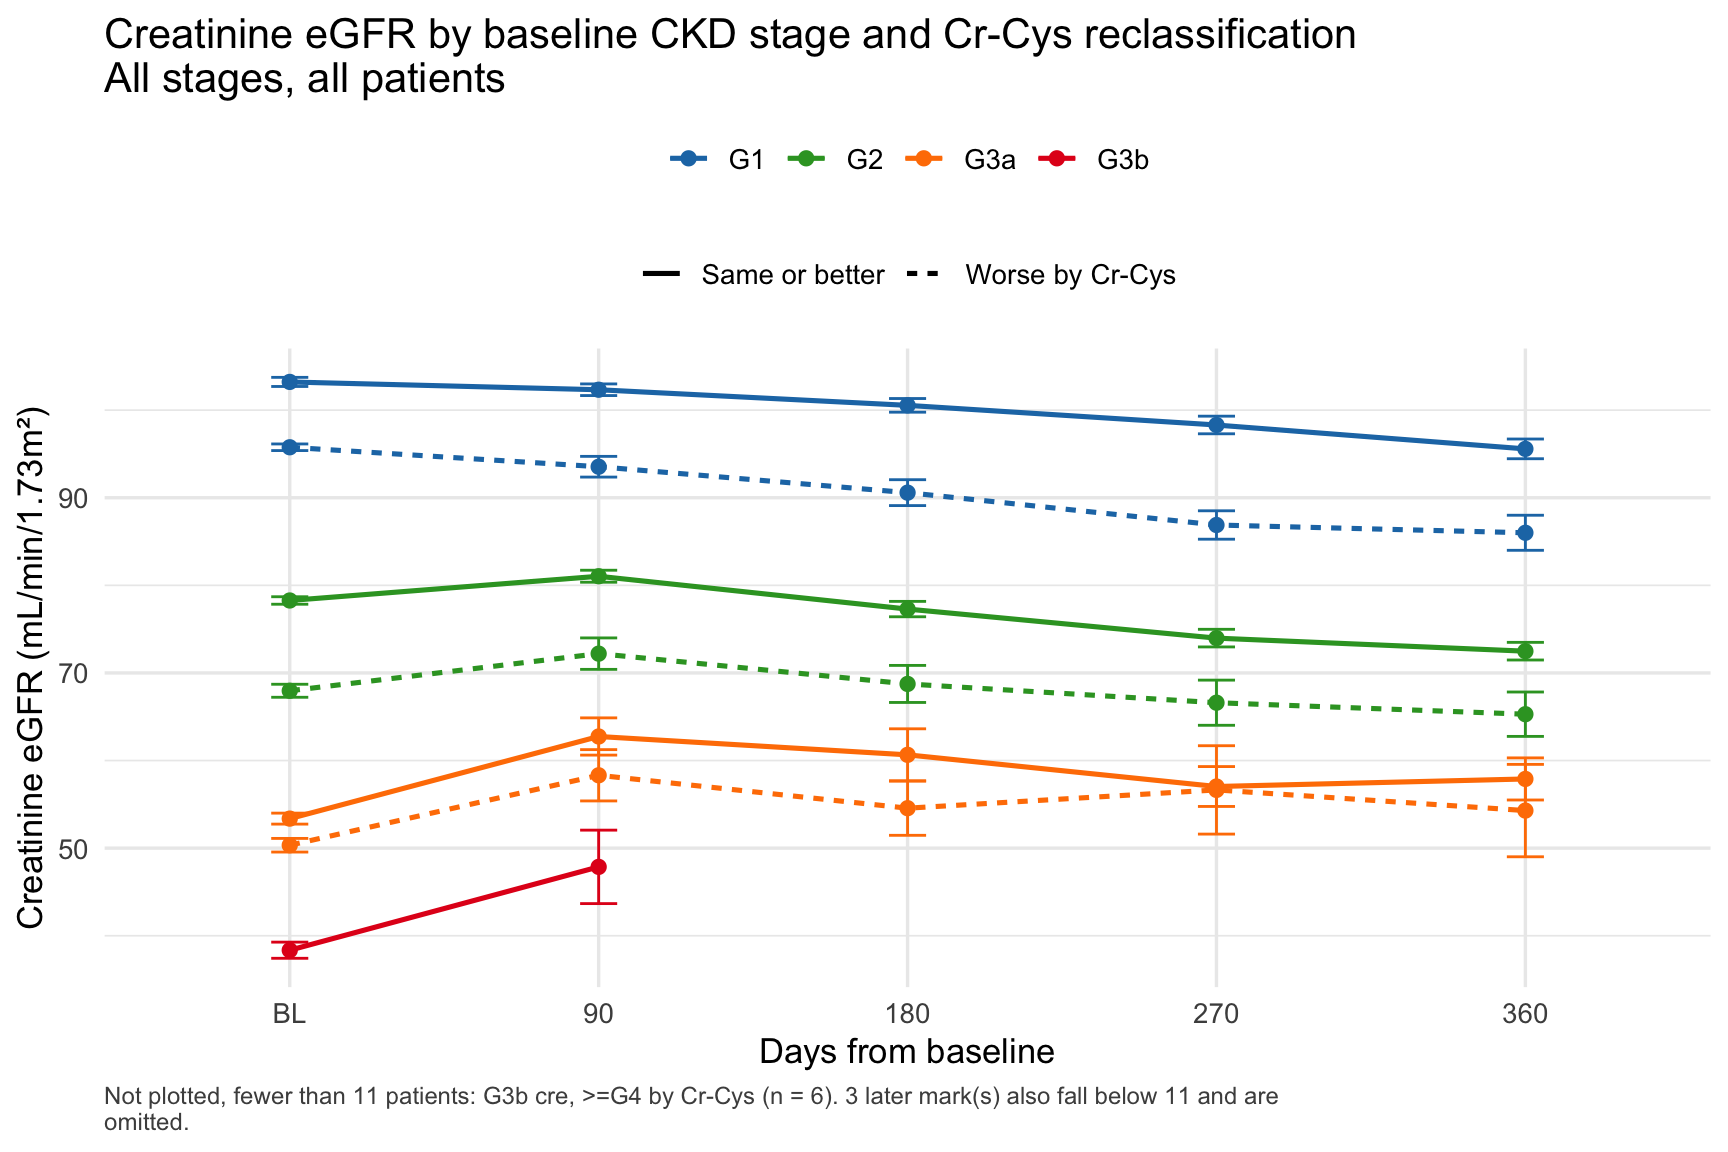 Creatinine eGFR by baseline CKD stage and Cr-Cys reclassification
All stages, all patients
G1 G2 G3a G3b
Same or better Worse by Cr-Cys
Creatinine eGFR (mL/min/1.73m²)
90
70
50
BL 90 180 270 360
Days from baseline
Not plotted, fewer than 11 patients: G3b cre, >=G4 by Cr-Cys (n = 6). 3 later mark(s) also fall below 11 and are
omitted.